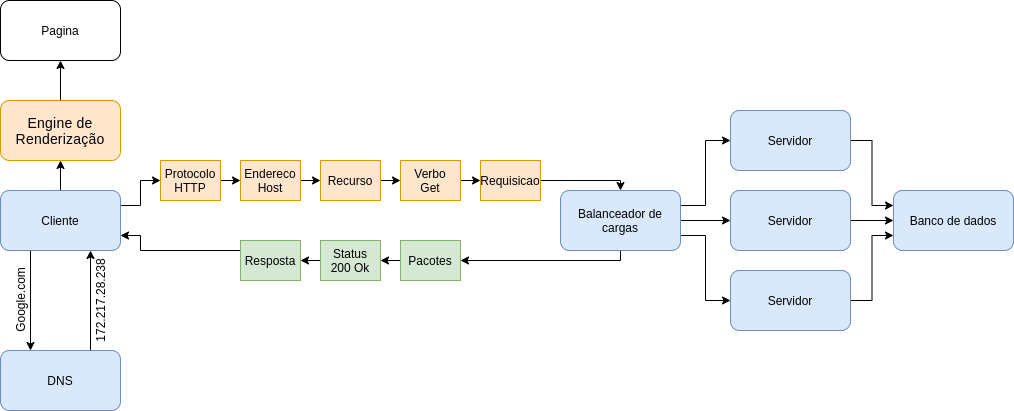 Pagina
Engine de
Renderização
Protocolo
HTTP
Endereco
Host
Recurso
Verbo
Get
Requisicao
Cliente
Balanceador de
cargas
Servidor
Servidor
Servidor
Banco de dados
Resposta
Status
200 Ok
Pacotes
Google.com
172.217.28.238
DNS